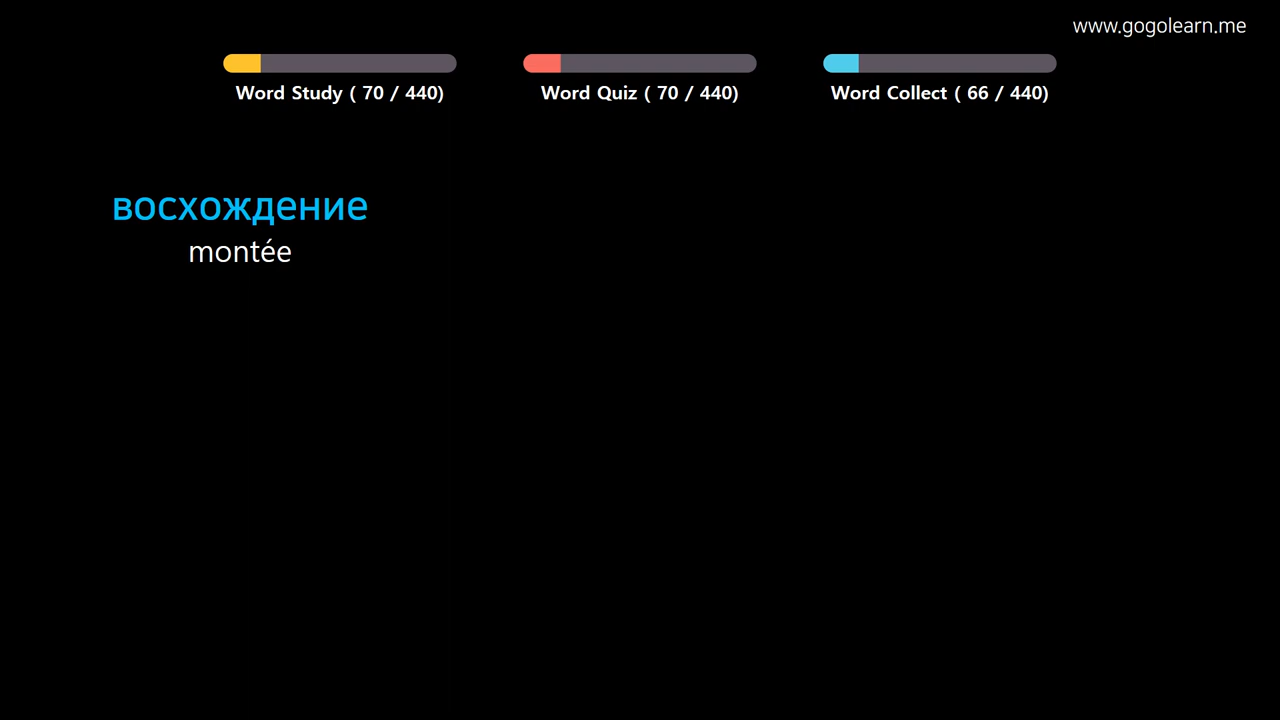 www.gogolearn.me
Word Study ( 70 / 440)
Word Quiz ( 70 / 440)
Word Collect ( 66 / 440)
восхождение
montée